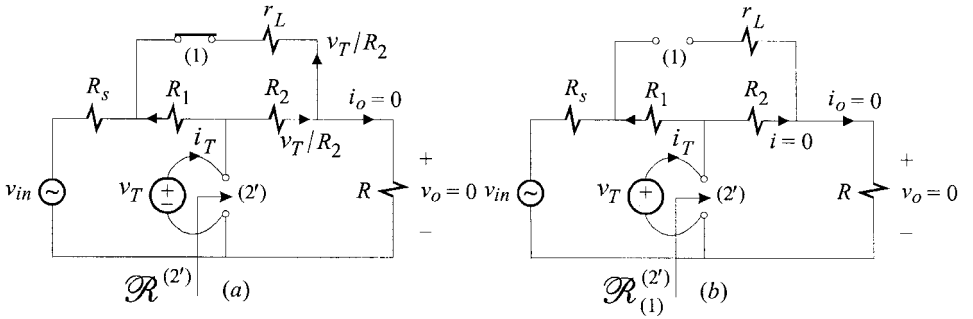 r_L
(1)
v_T/R_2
R_s
R_1
R_2
i_o = 0
i_T
v_T/R_2
v_in
v_T
(2')
R
+
v_o = 0
−
ℛ^(2')
(a)
r_L
(1)
R_s
R_1
R_2
i_o = 0
i_T
i = 0
v_in
v_T
(2')
R
+
v_o = 0
−
ℛ^(2')_(1)
(b)